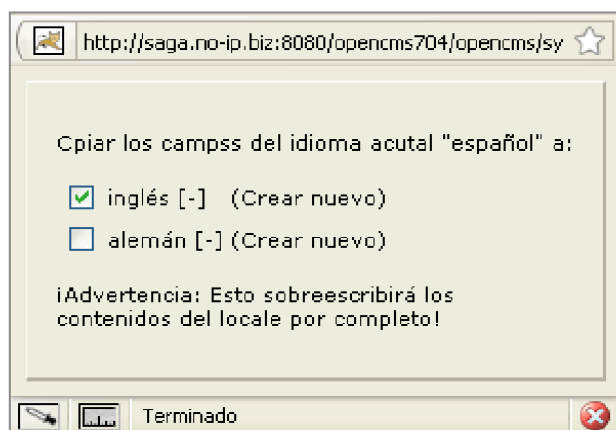 http://saga.no-ip.biz:8080/opencms704/opencms/sy
Cpiar los campss del idioma acutal "español" a:
inglés [-] (Crear nuevo)
alemán [-] (Crear nuevo)
¡Advertencia: Esto sobreescribirá los
contenidos del locale por completo!
Terminado